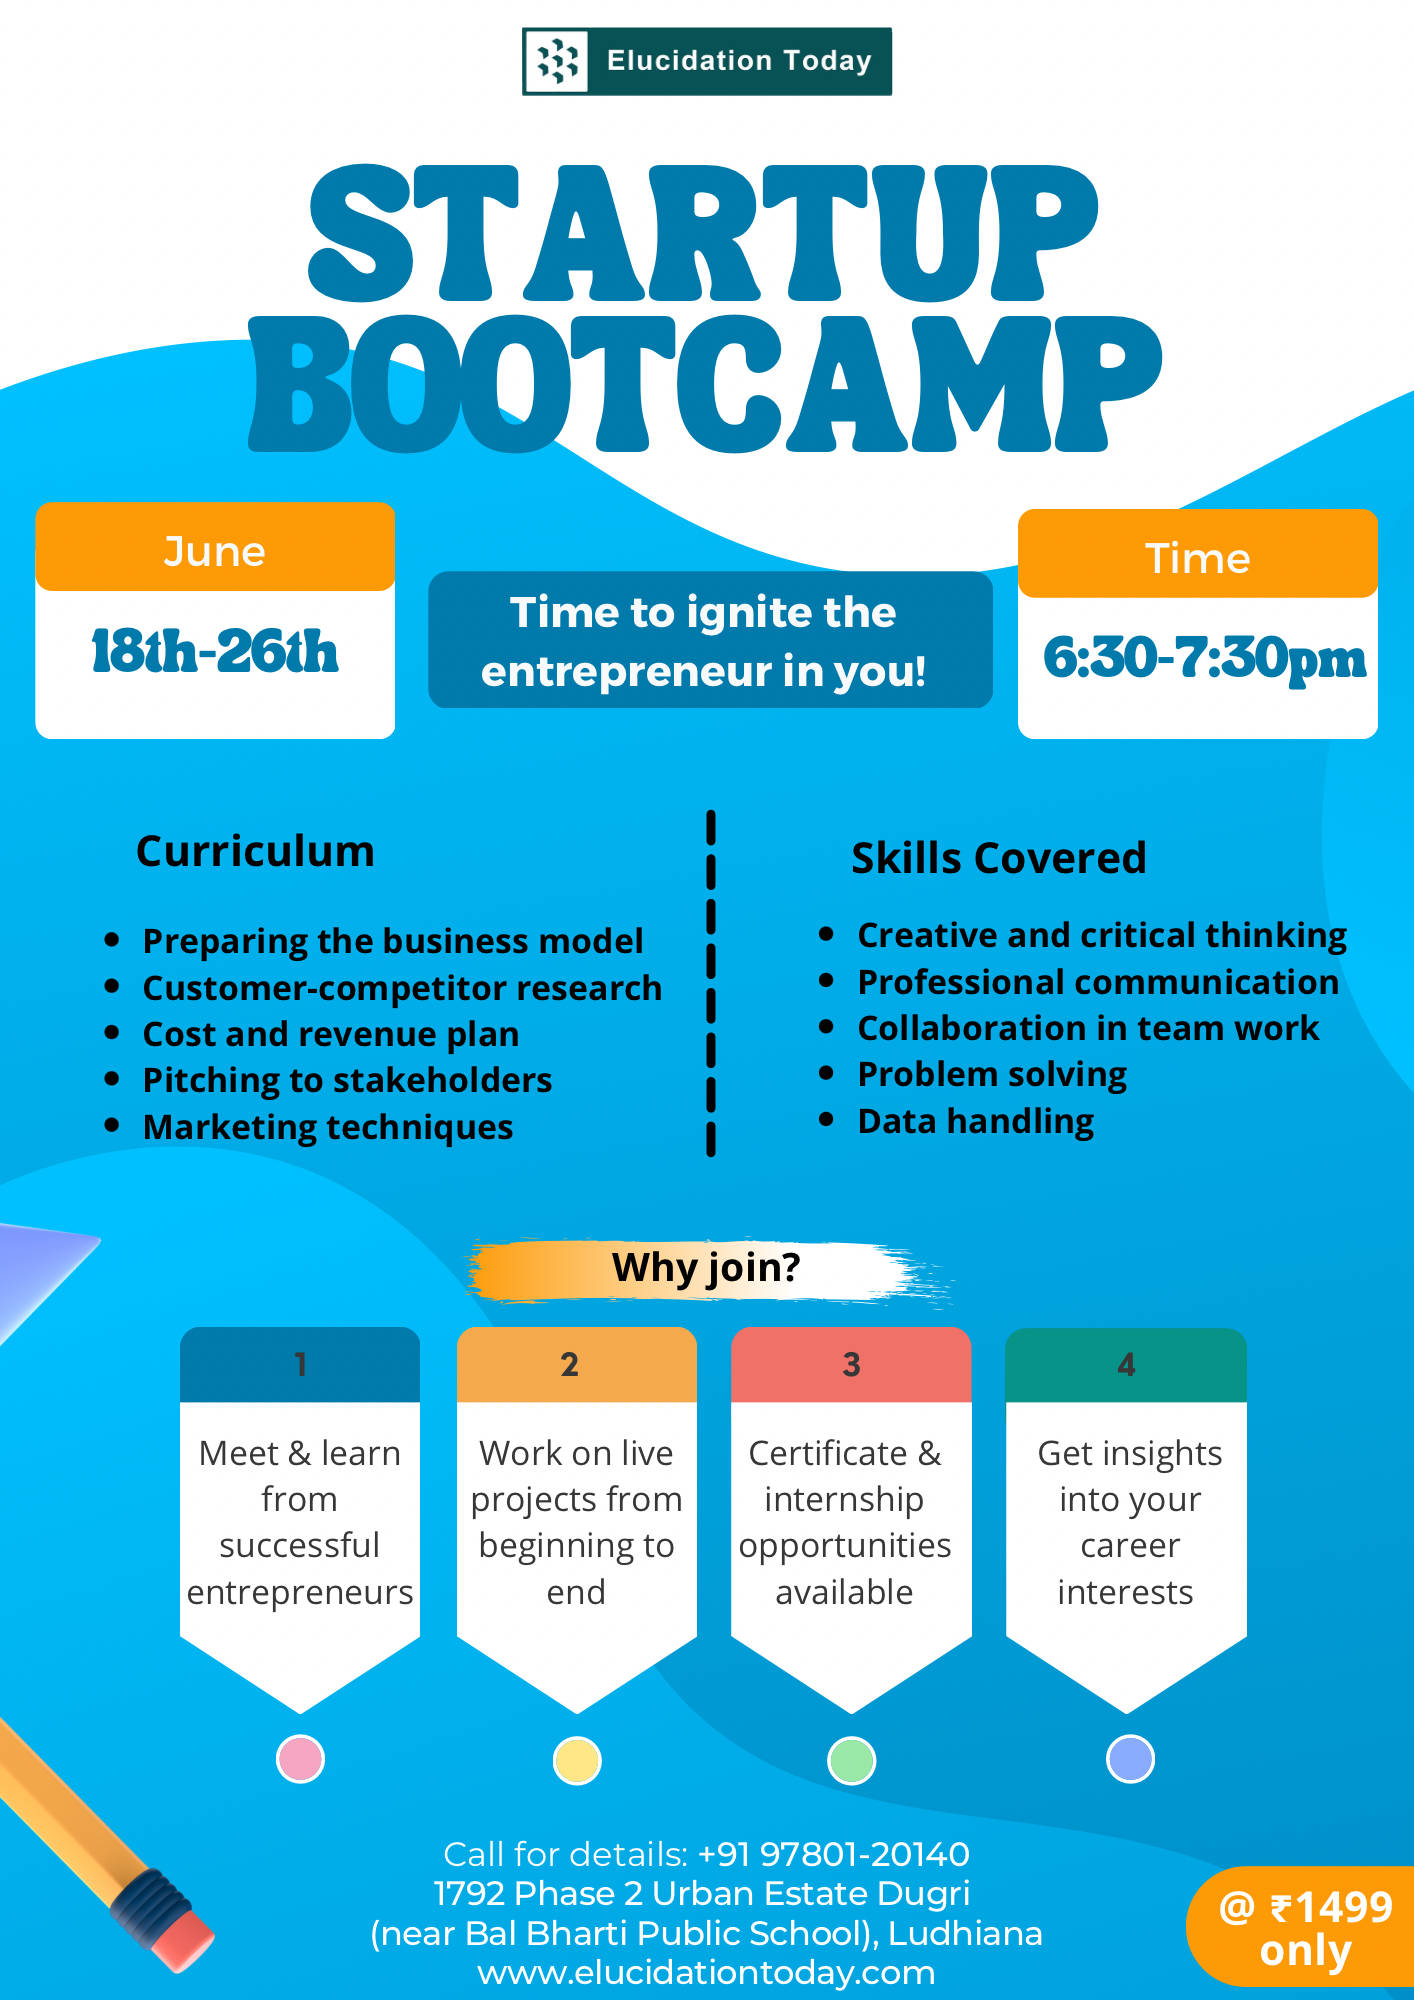 Elucidation Today
STARTUP
BOOTCAMP
June
18th-26th
Time to ignite the
entrepreneur in you!
Time
6:30-7:30pm
Curriculum
• Preparing the business model
• Customer-competitor research
• Cost and revenue plan
• Pitching to stakeholders
• Marketing techniques
Skills Covered
• Creative and critical thinking
• Professional communication
• Collaboration in team work
• Problem solving
• Data handling
Why join?
1
Meet & learn
from
successful
entrepreneurs
2
Work on live
projects from
beginning to
end
3
Certificate &
internship
opportunities
available
4
Get insights
into your
career
interests
Call for details: +91 97801-20140
1792 Phase 2 Urban Estate Dugri
(near Bal Bharti Public School), Ludhiana
www.elucidationtoday.com
@ ₹1499
only